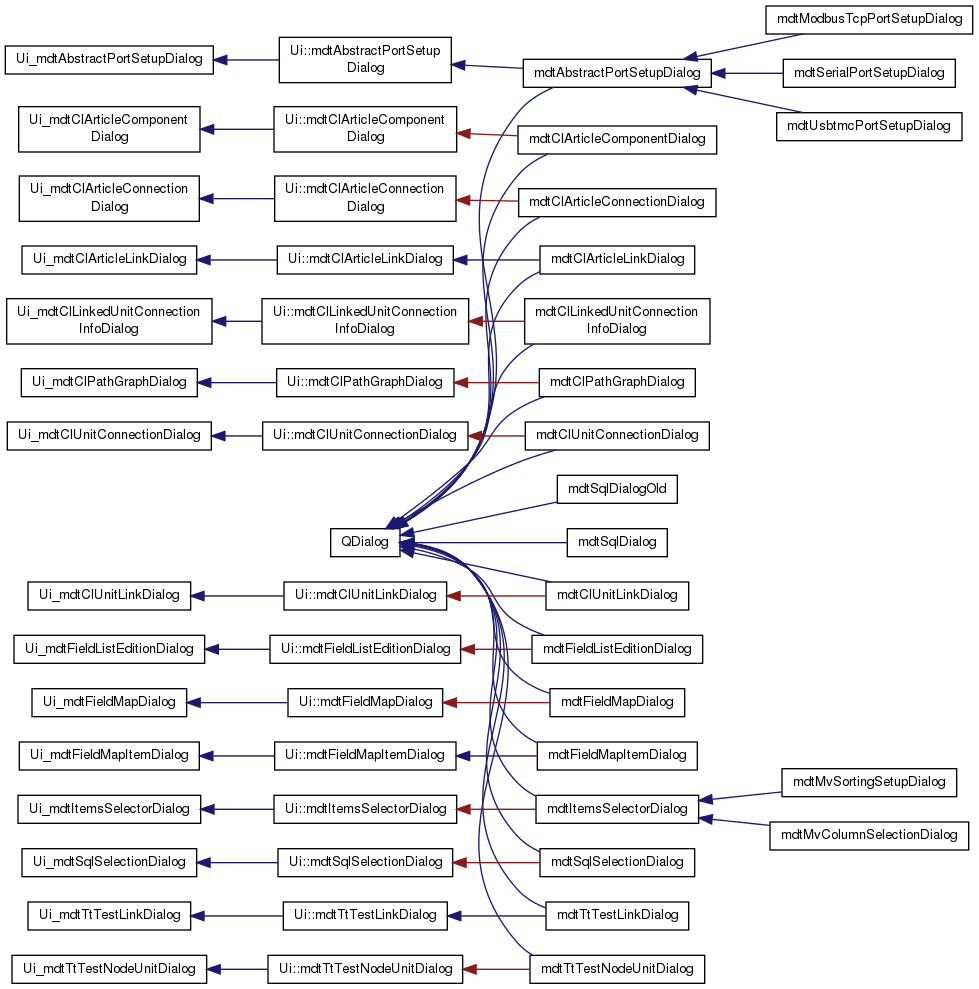 mdtModbusTcpPortSetupDialog
Ui_mdtAbstractPortSetupDialog
Ui::mdtAbstractPortSetup
Dialog
mdtAbstractPortSetupDialog
mdtSerialPortSetupDialog
mdtUsbtmcPortSetupDialog
Ui_mdtClArticleComponent
Dialog
Ui::mdtClArticleComponent
Dialog
mdtClArticleComponentDialog
Ui_mdtClArticleConnection
Dialog
Ui::mdtClArticleConnection
Dialog
mdtClArticleConnectionDialog
Ui_mdtClArticleLinkDialog
Ui::mdtClArticleLinkDialog
mdtClArticleLinkDialog
Ui_mdtClLinkedUnitConnection
InfoDialog
Ui::mdtClLinkedUnitConnection
InfoDialog
mdtClLinkedUnitConnection
InfoDialog
Ui_mdtClPathGraphDialog
Ui::mdtClPathGraphDialog
mdtClPathGraphDialog
Ui_mdtClUnitConnectionDialog
Ui::mdtClUnitConnectionDialog
mdtClUnitConnectionDialog
mdtSqlDialogOld
QDialog
mdtSqlDialog
Ui_mdtClUnitLinkDialog
Ui::mdtClUnitLinkDialog
mdtClUnitLinkDialog
Ui_mdtFieldListEditionDialog
Ui::mdtFieldListEditionDialog
mdtFieldListEditionDialog
Ui_mdtFieldMapDialog
Ui::mdtFieldMapDialog
mdtFieldMapDialog
Ui_mdtFieldMapItemDialog
Ui::mdtFieldMapItemDialog
mdtFieldMapItemDialog
mdtMvSortingSetupDialog
Ui_mdtItemsSelectorDialog
Ui::mdtItemsSelectorDialog
mdtItemsSelectorDialog
mdtMvColumnSelectionDialog
Ui_mdtSqlSelectionDialog
Ui::mdtSqlSelectionDialog
mdtSqlSelectionDialog
Ui_mdtTtTestLinkDialog
Ui::mdtTtTestLinkDialog
mdtTtTestLinkDialog
Ui_mdtTtTestNodeUnitDialog
Ui::mdtTtTestNodeUnitDialog
mdtTtTestNodeUnitDialog